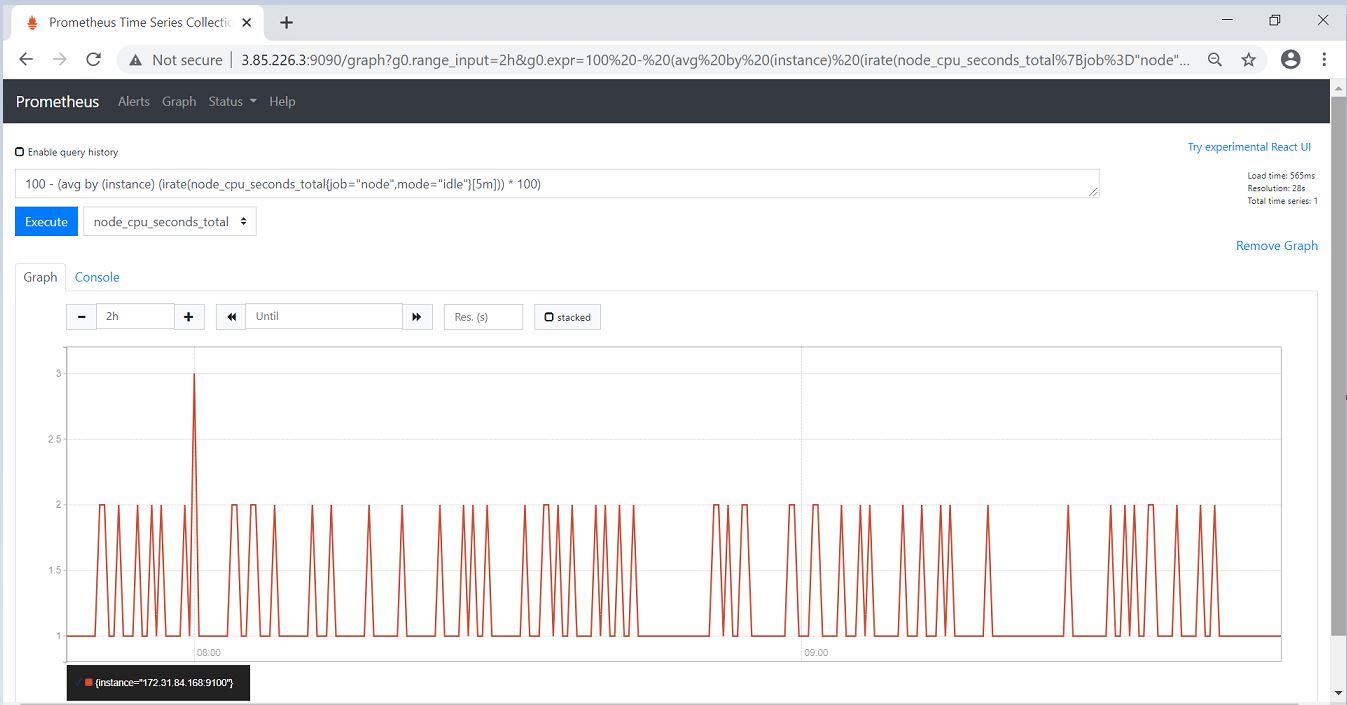 Prometheus Time Series Collectio
Not secure
3.85.226.3:9090/graph?g0.range_input=2h&g0.expr=100%20-%20(avg%20by%20(instance)%20(irate(node_cpu_seconds_total%7Bjob%3D"node"...
Prometheus Alerts Graph Status Help
Enable query history
Try experimental React UI
100 - (avg by (instance) (irate(node_cpu_seconds_total{job="node",mode="idle"}[5m])) * 100)
Load time: 565ms
Resolution: 28s
Total time series: 1
Execute node_cpu_seconds_total
Remove Graph
Graph Console
2h Until Res. (s) stacked
3
2.5
2
1.5
1
08:00 09:00
{instance="172.31.84.168:9100"}